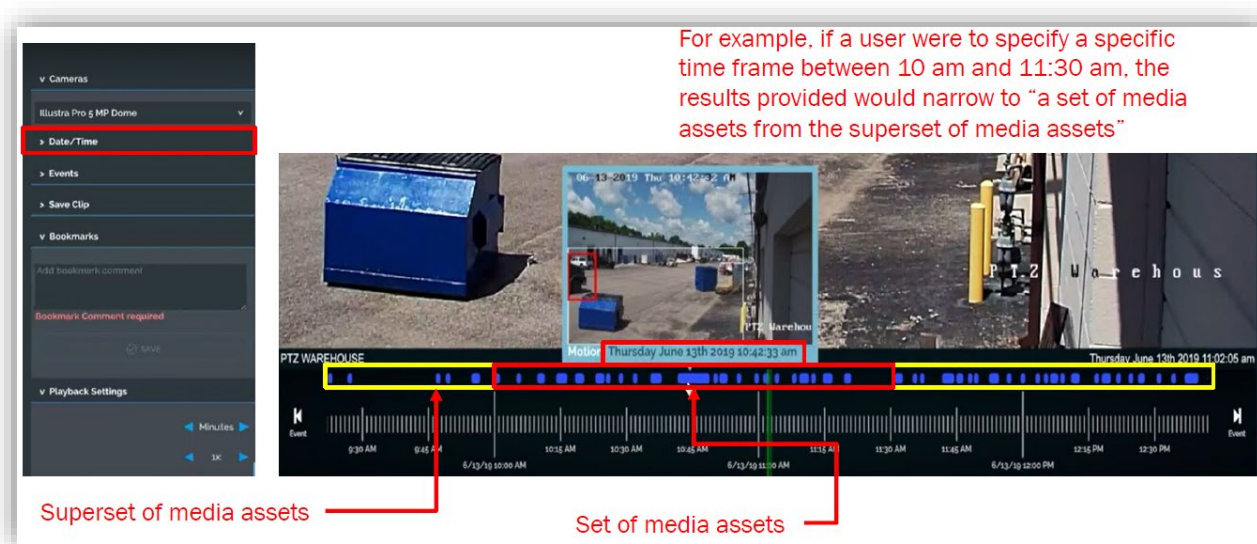 For example, if a user were to specify a specific
time frame between 10 am and 11:30 am, the
results provided would narrow to “a set of media
assets from the superset of media assets”
v Cameras
Illustra Pro 5 MP Dome v
> Date/Time
> Events
> Save Clip
v Bookmarks
Add bookmark comment
Bookmark Comment required
SAVE
v Playback Settings
Minutes
1X
06-13-2019 Thu 10:42:32 AM
PTZ Warehou
Motion Thursday June 13th 2019 10:42:33 am
PTZ Warehous
PTZ WAREHOUSE
Thursday June 13th 2019 11:02:05 am
Event
9:30 AM 9:45 AM 6/13/19 10:00 AM 10:15 AM 10:30 AM 10:45 AM 6/13/19 11:00 AM 11:15 AM 11:30 AM 11:45 AM 6/13/19 12:00 PM 12:15 PM 12:30 PM
Event
Superset of media assets
Set of media assets